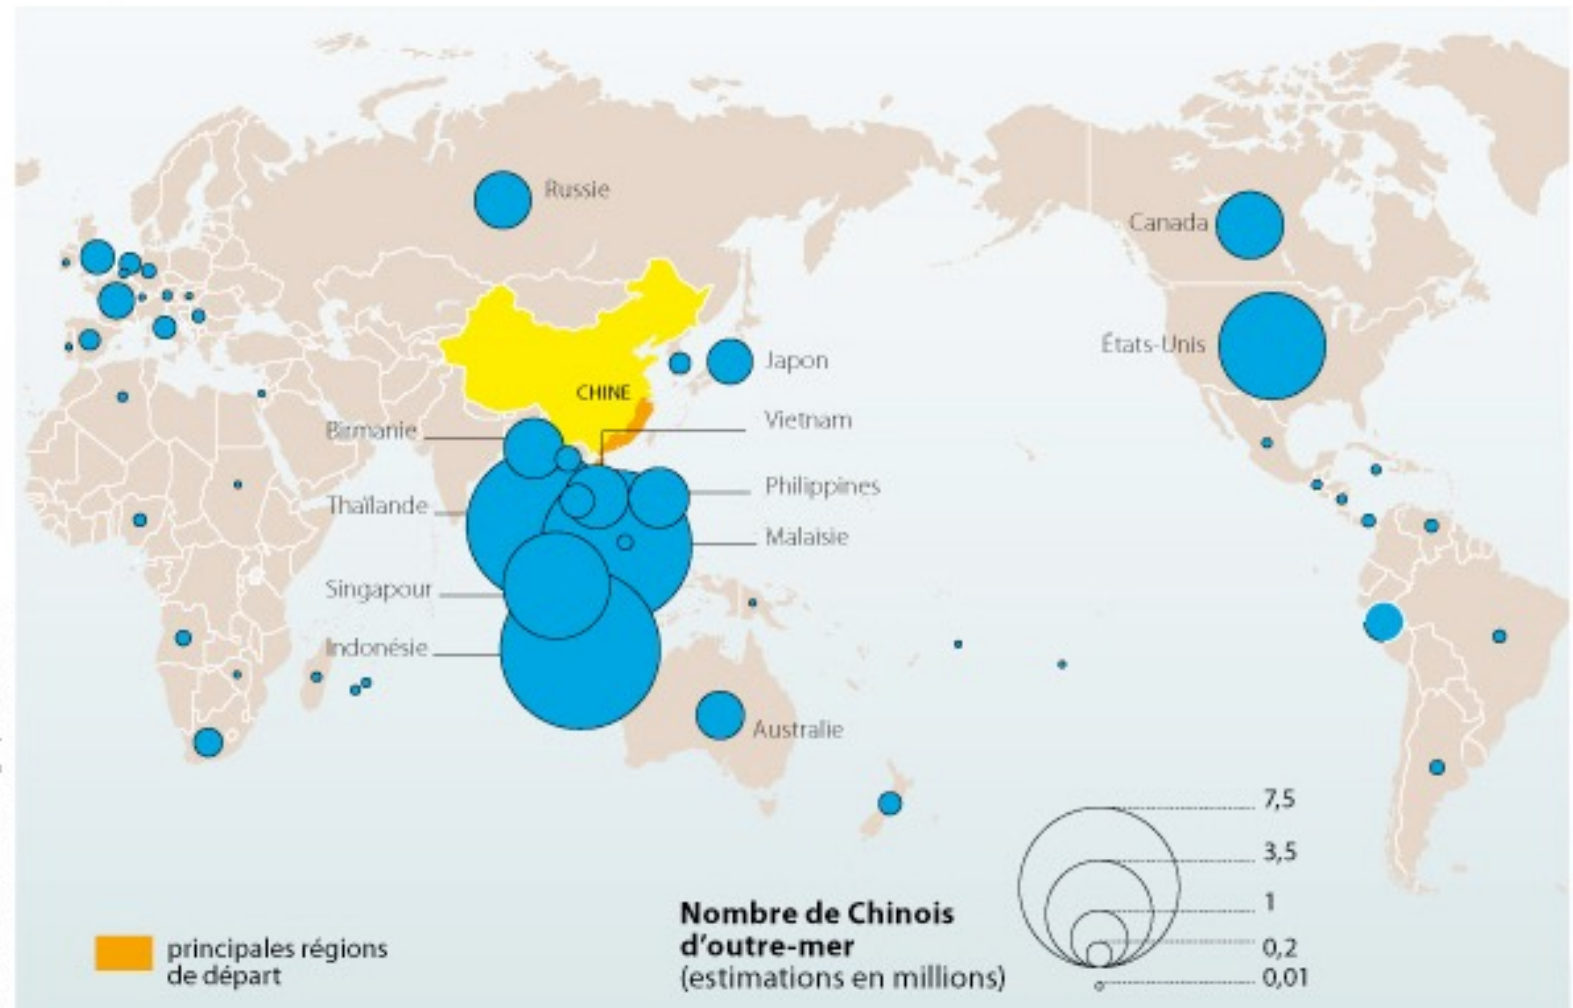 Russie
Canada
États-Unis
Japon
CHINE
Vietnam
Birmanie
Philippines
Thaïlande
Malaisie
Singapour
Indonésie
Australie
7,5
3,5
1
0,2
0,01
Nombre de Chinois
d'outre-mer
(estimations en millions)
principales régions
de départ